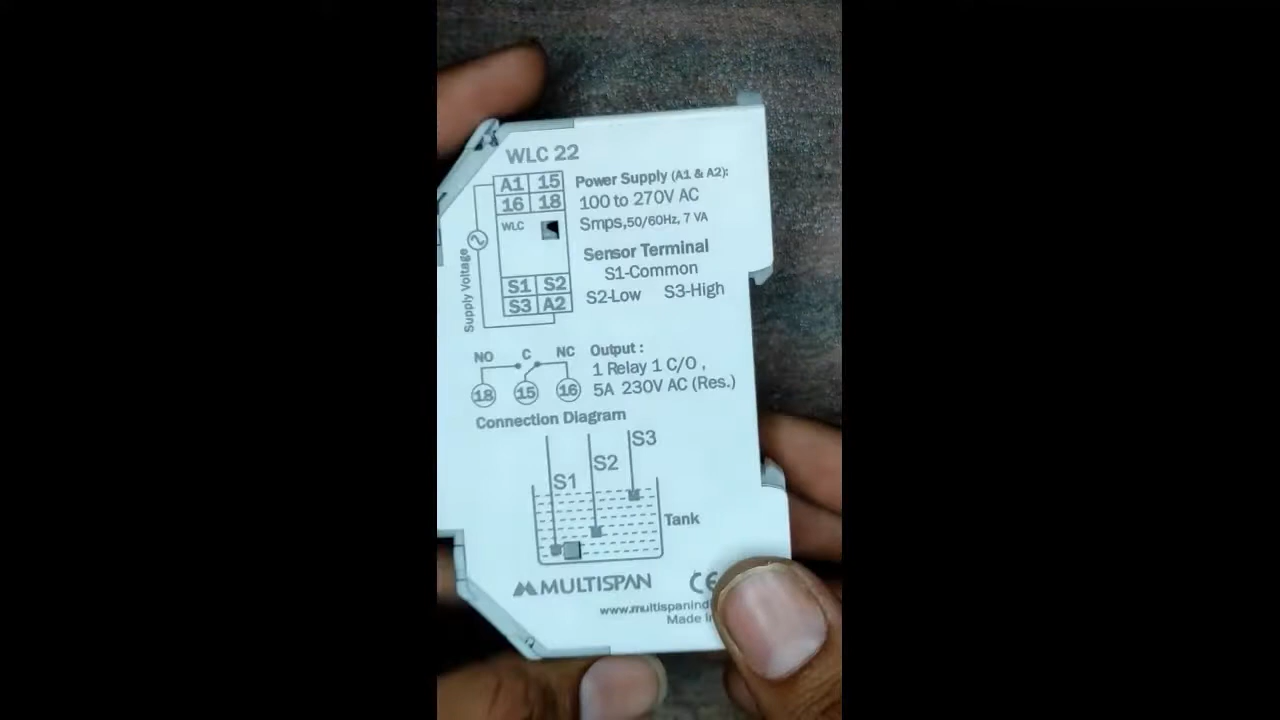 WLC 22
A1 15
16 18
WLC
S1 S2
S3 A2
Supply Voltage
Power Supply (A1 & A2):
100 to 270V AC
Smps,50/60Hz, 7 VA
Sensor Terminal
S1-Common
S2-Low S3-High
NO C NC
18 15 16
Output :
1 Relay 1 C/O ,
5A 230V AC (Res.)
Connection Diagram
S3
S2
S1
Tank
MULTISPAN CE
Made